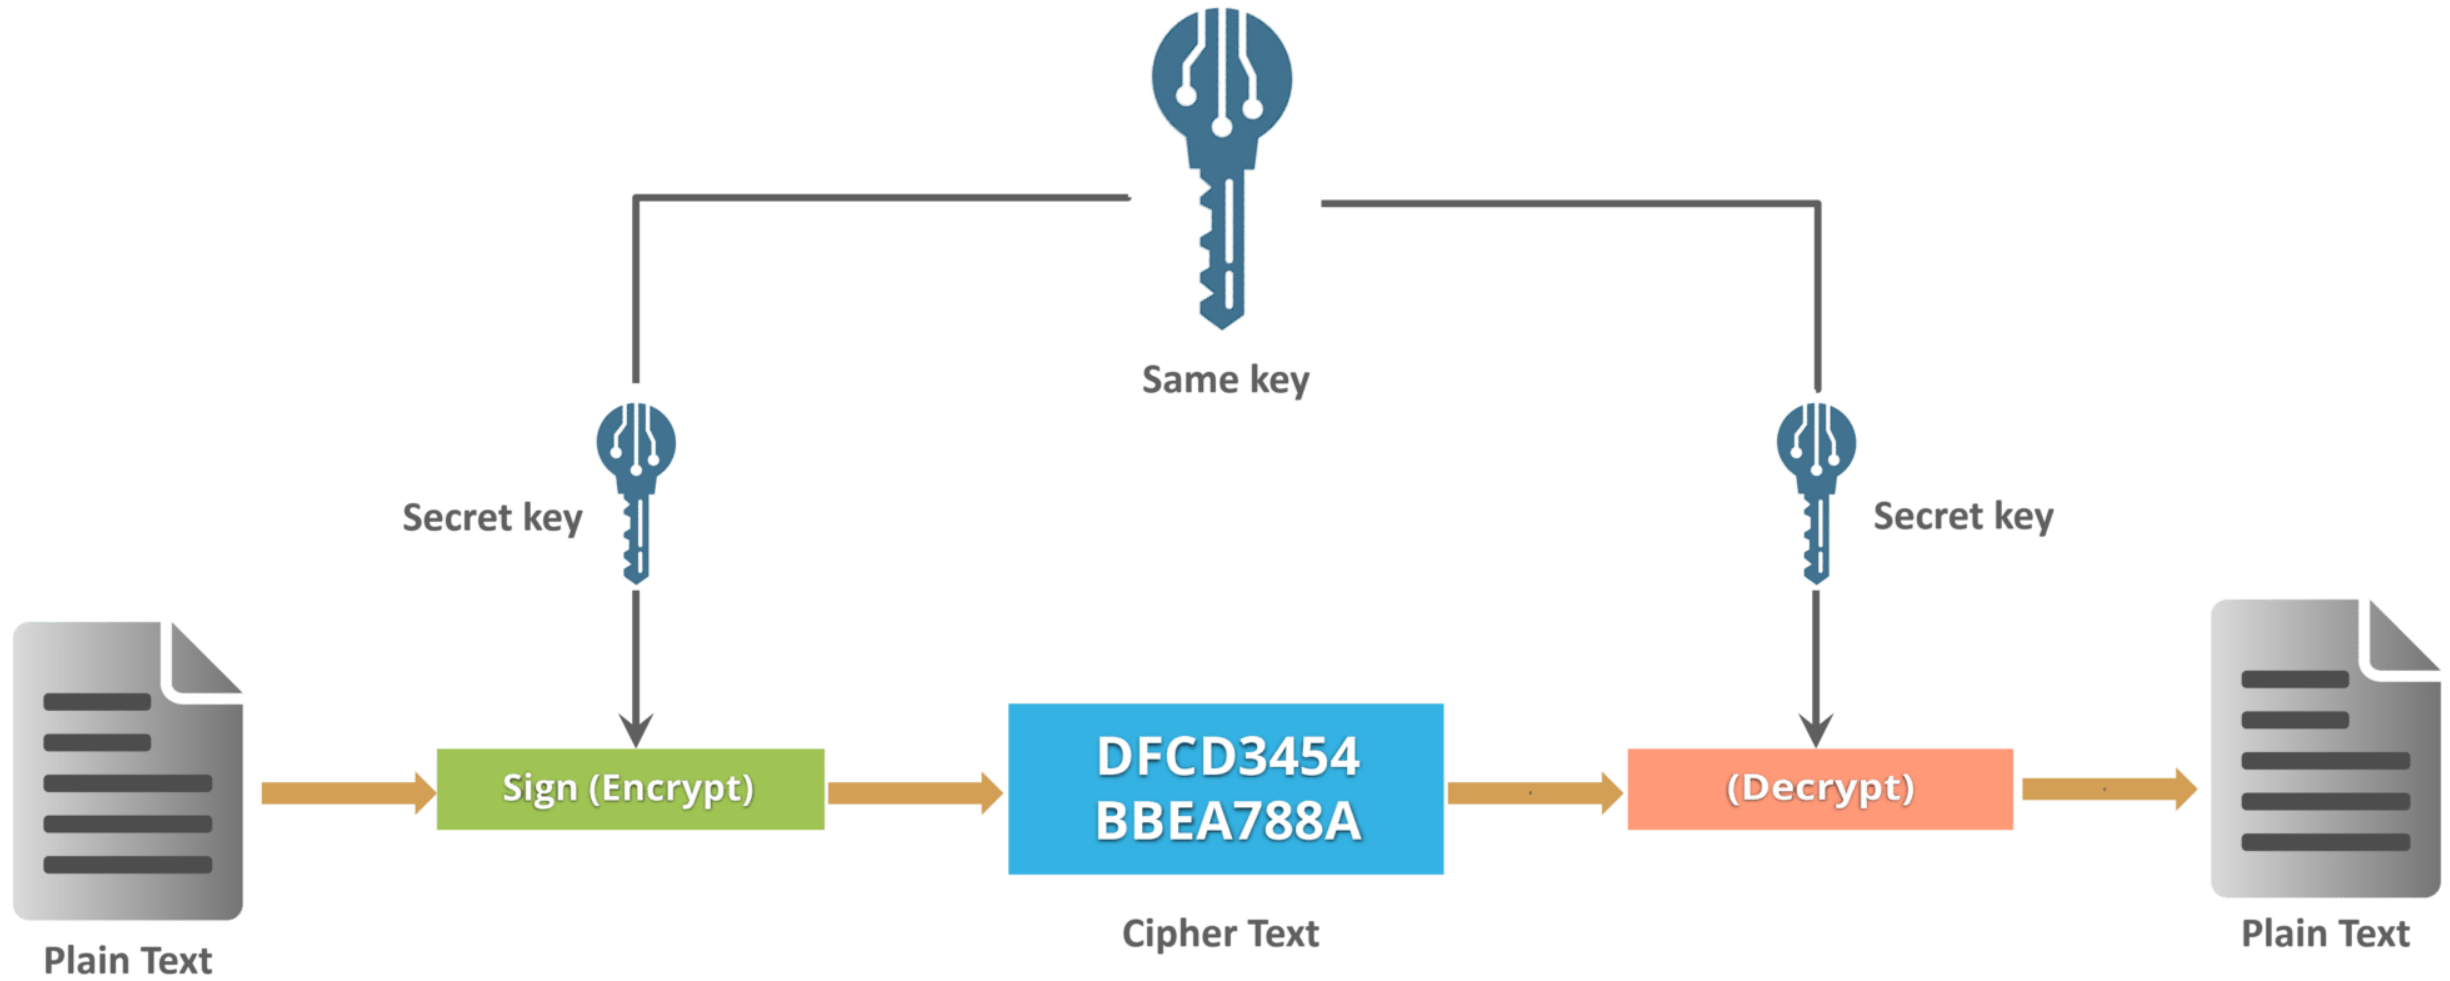 Same key
Secret key
Secret key
Sign (Encrypt)
DFCD3454
BBEA788A
(Decrypt)
Plain Text
Cipher Text
Plain Text